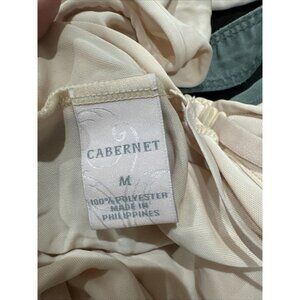 CABERNET
M
100% POLYESTER
MADE IN
PHILIPPINES